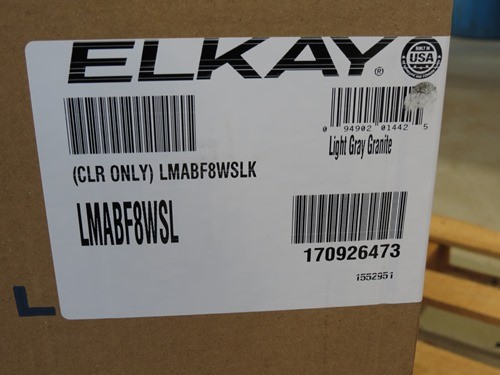 ELKAY®
BUILT IN
USA
0 94902 01442 5
Light Gray Granite
(CLR ONLY) LMABF8WSLK
LMABF8WSL
170926473
1552951
L